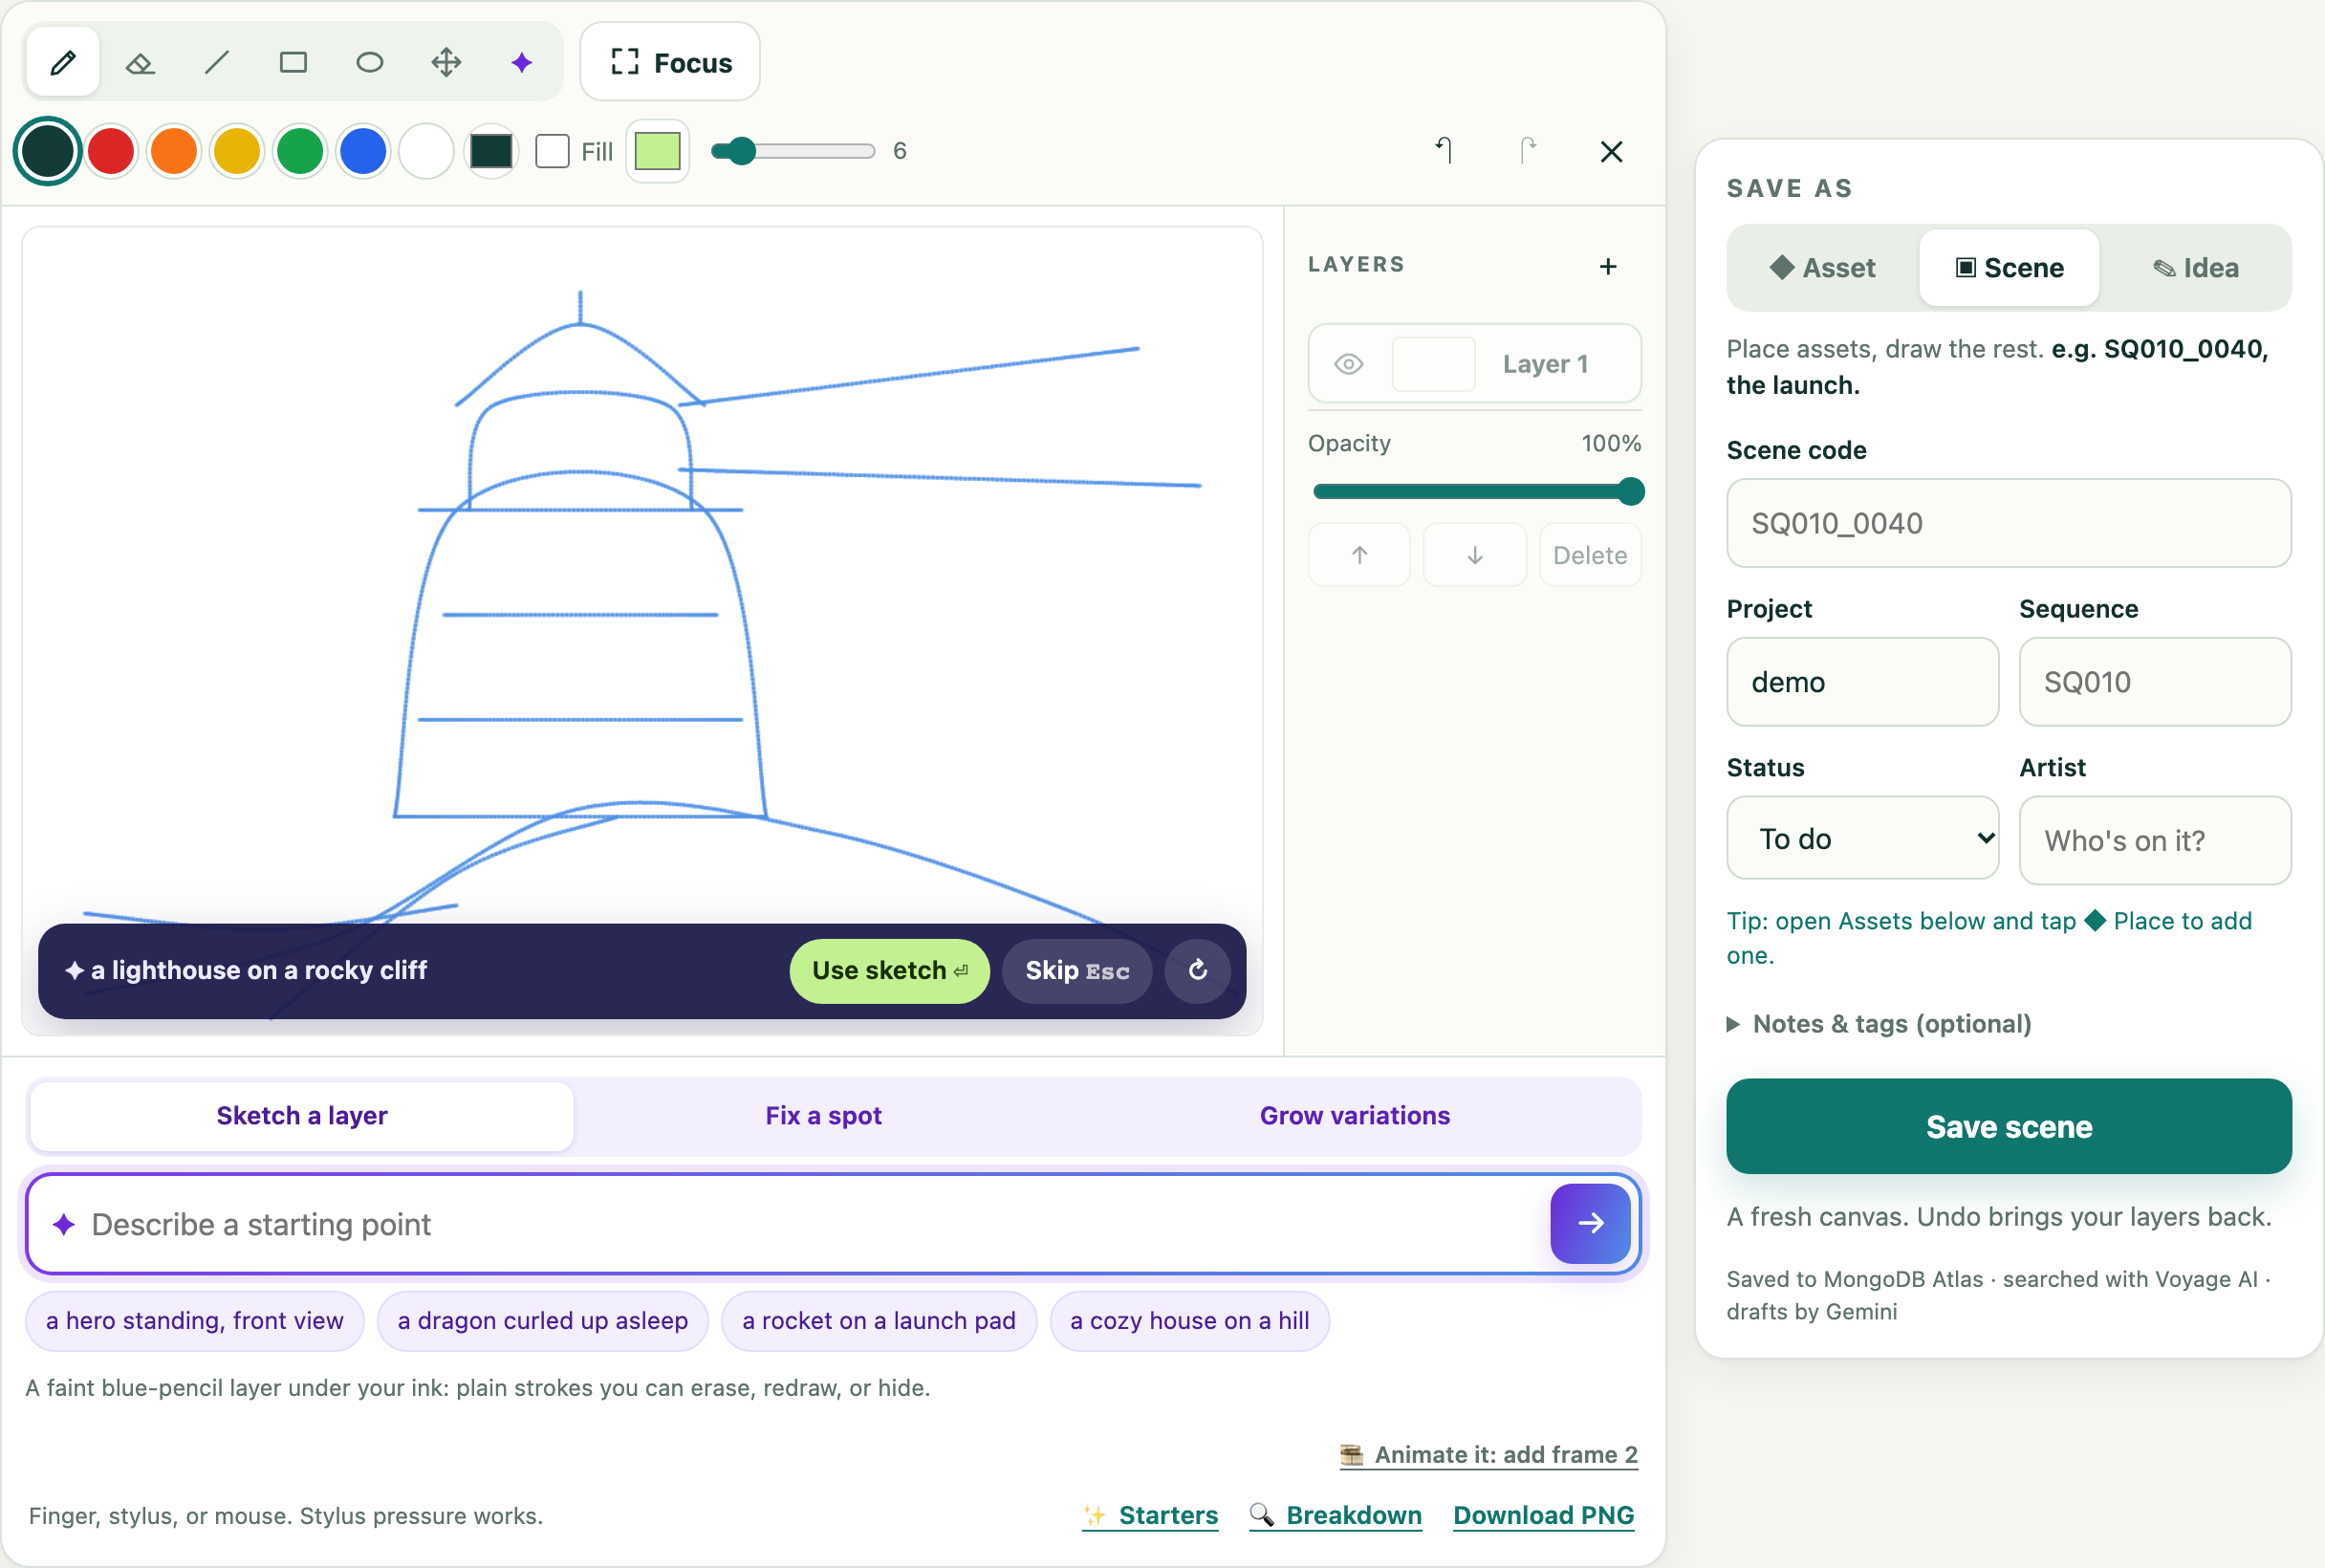 Focus
Fill
6
LAYERS
+
Layer 1
Opacity 100%
↑ ↓ Delete
a lighthouse on a rocky cliff
Use sketch ⏎
Skip Esc
Sketch a layer
Fix a spot
Grow variations
Describe a starting point
a hero standing, front view
a dragon curled up asleep
a rocket on a launch pad
a cozy house on a hill
A faint blue-pencil layer under your ink: plain strokes you can erase, redraw, or hide.
Animate it: add frame 2
Finger, stylus, or mouse. Stylus pressure works.
Starters
Breakdown
Download PNG
SAVE AS
Asset
Scene
Idea
Place assets, draw the rest. e.g. SQ010_0040,
the launch.
Scene code
SQ010_0040
Project
Sequence
demo
SQ010
Status
Artist
To do
Who's on it?
Tip: open Assets below and tap ◆ Place to add
one.
Notes & tags (optional)
Save scene
A fresh canvas. Undo brings your layers back.
Saved to MongoDB Atlas · searched with Voyage AI ·
drafts by Gemini